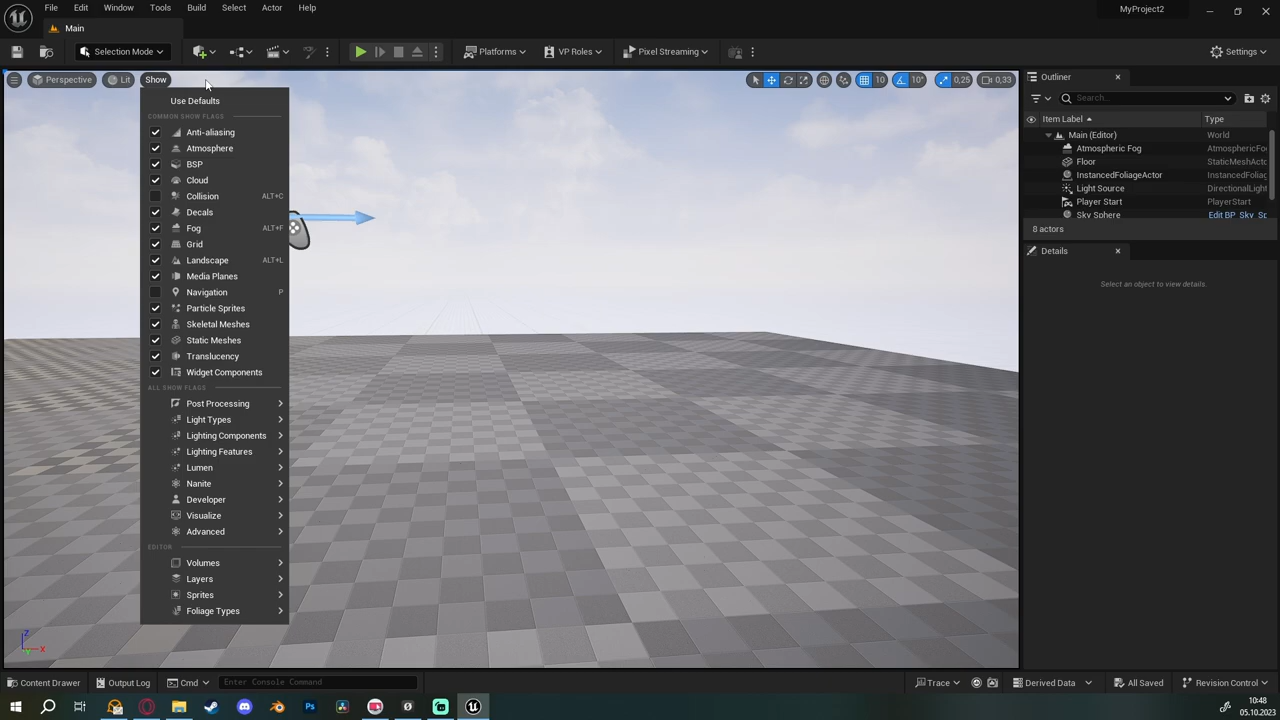 File Edit Window Tools Build Select Actor Help
MyProject2
Main
Selection Mode
Platforms
VP Roles
Pixel Streaming
Settings
Perspective
Lit
Show
10
10°
0,25
0,33
Use Defaults
COMMON SHOW FLAGS
Anti-aliasing
Atmosphere
BSP
Cloud
Collision ALT+C
Decals
Fog ALT+F
Grid
Landscape ALT+L
Media Planes
Navigation P
Particle Sprites
Skeletal Meshes
Static Meshes
Translucency
Widget Components
ALL SHOW FLAGS
Post Processing
Light Types
Lighting Components
Lighting Features
Lumen
Nanite
Developer
Visualize
Advanced
EDITOR
Volumes
Layers
Sprites
Foliage Types
Z
X
Outliner
Search...
Item Label Type
Main (Editor) World
Atmospheric Fog AtmosphericFo
Floor StaticMeshActo
InstancedFoliageActor InstancedFoliag
Light Source DirectionalLight
Player Start PlayerStart
Sky Sphere Edit BP_Sky_Sp
8 actors
Details
Select an object to view details.
Content Drawer
Output Log
Cmd
Enter Console Command
Trace
Derived Data
All Saved
Revision Control
10:48
05.10.2023